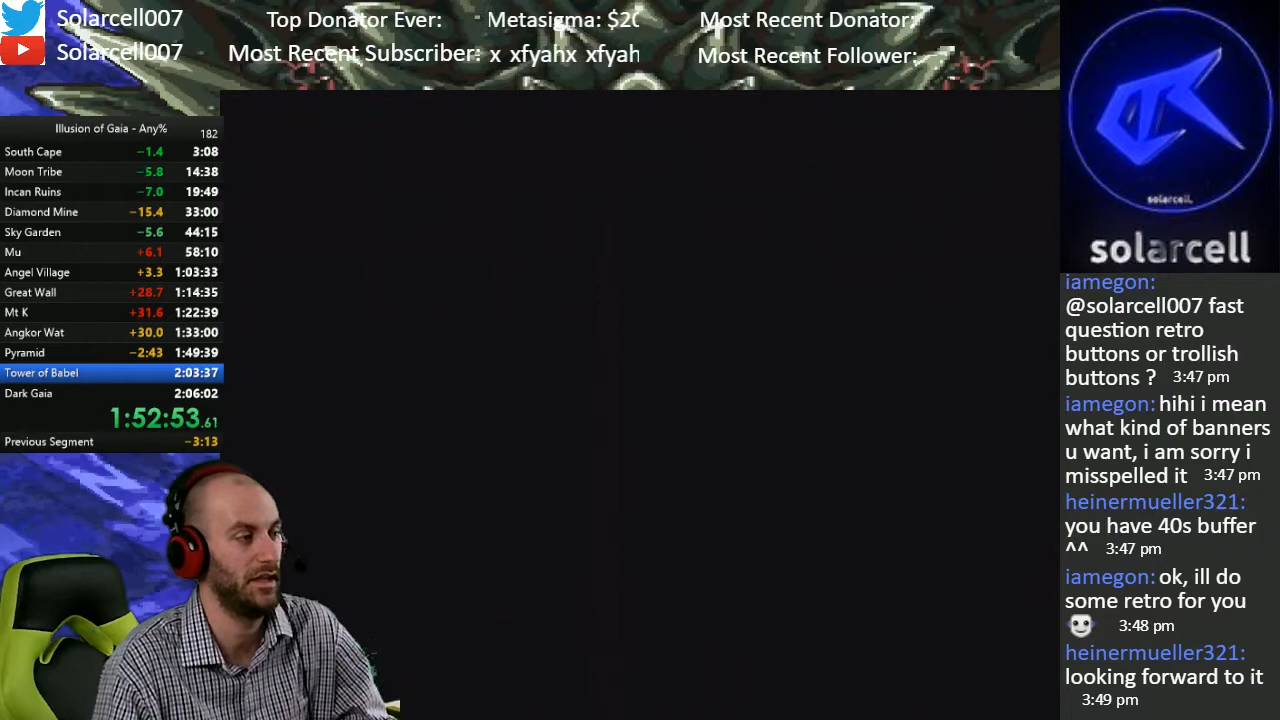 Solarcell007
Solarcell007
Top Donator Ever:
Metasigma: $20
Most Recent Donator:
Most Recent Subscriber:
x xfyahx xfyah
Most Recent Follower:
Illusion of Gaia - Any%
182
South Cape −1.4 3:08
Moon Tribe −5.8 14:38
Incan Ruins −7.0 19:49
Diamond Mine −15.4 33:00
Sky Garden −5.6 44:15
Mu +6.1 58:10
Angel Village +3.3 1:03:33
Great Wall +28.7 1:14:35
Mt K +31.6 1:22:39
Angkor Wat +30.0 1:33:00
Pyramid −2:43 1:49:39
Tower of Babel 2:03:37
Dark Gaia 2:06:02
1:52:53.61
Previous Segment −3:13
solarcell.
solarcell
iamegon:
@solarcell007 fast
question retro
buttons or trollish
buttons ? 3:47 pm
iamegon: hihi i mean
what kind of banners
u want, i am sorry i
misspelled it 3:47 pm
heinermueller321:
you have 40s buffer
^^ 3:47 pm
iamegon: ok, ill do
some retro for you
3:48 pm
heinermueller321:
looking forward to it
3:49 pm